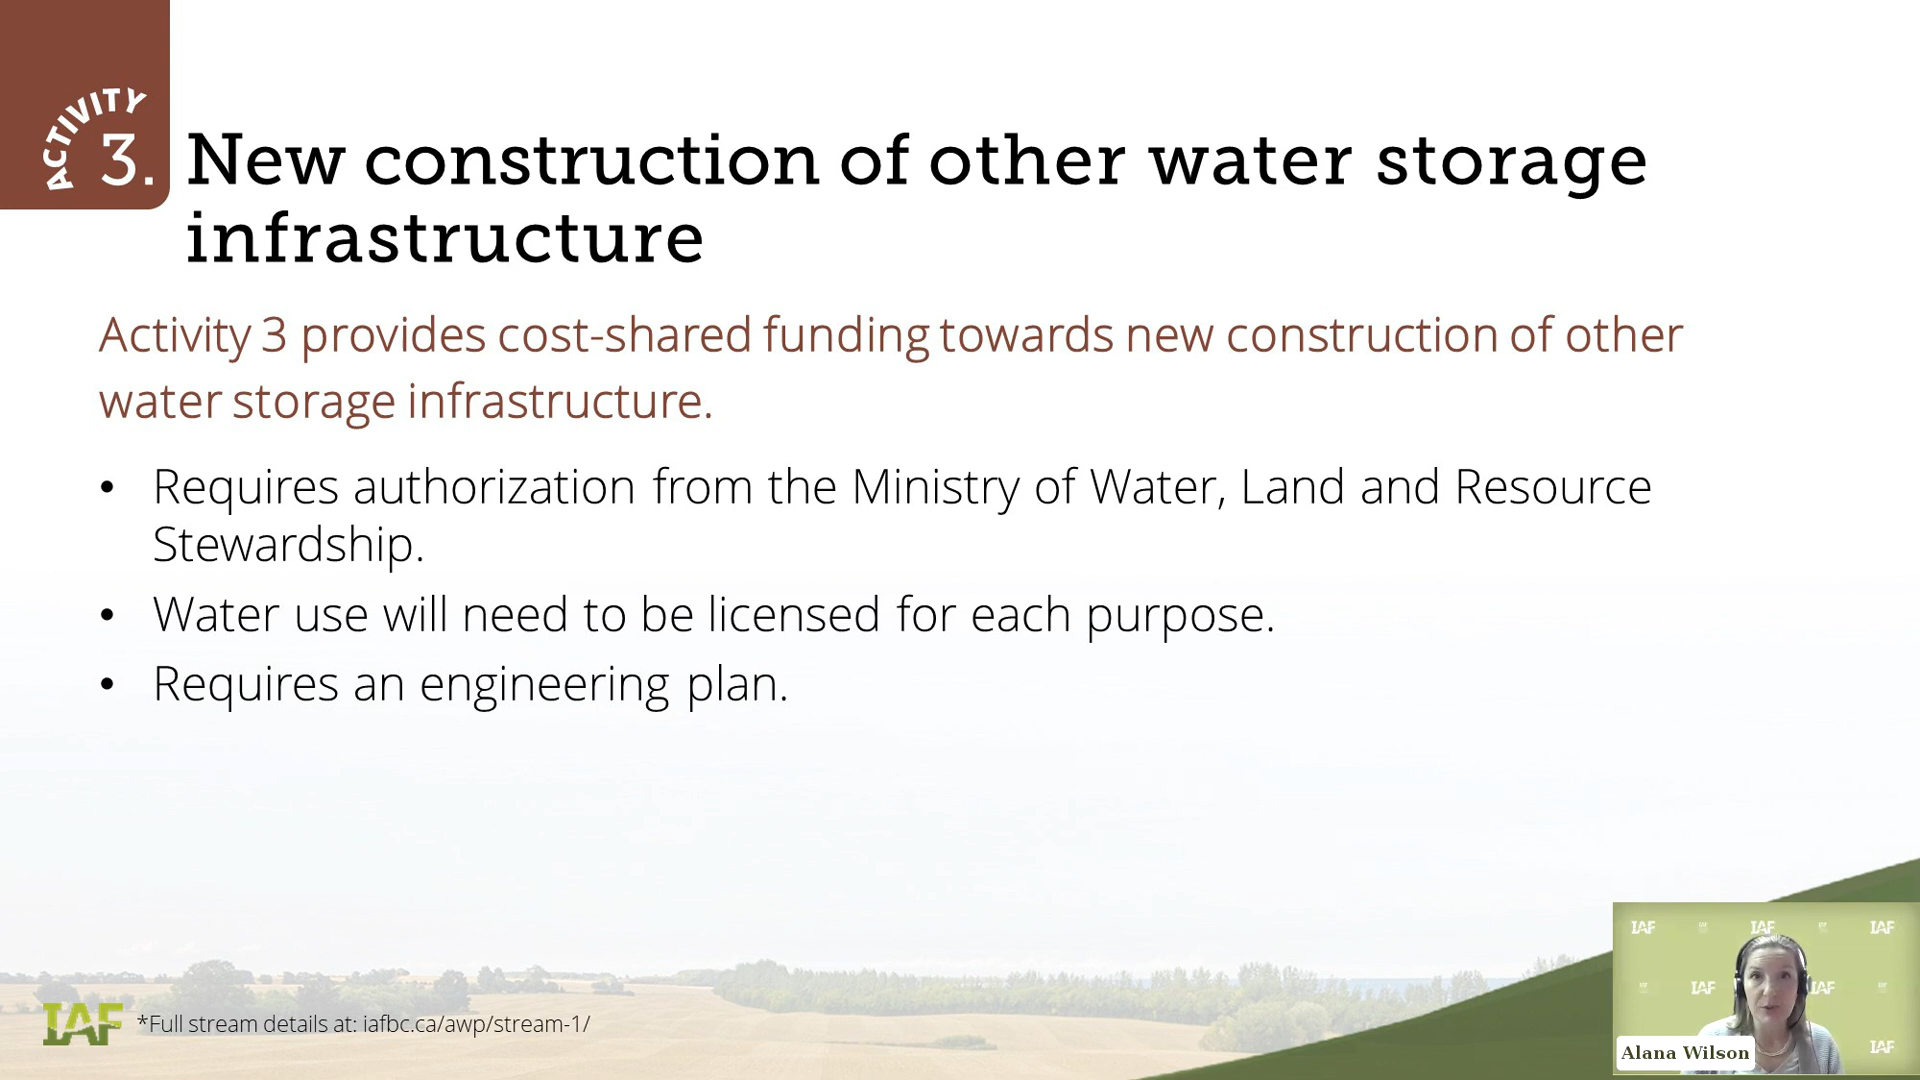 ACTIVITY
3.
New construction of other water storage
infrastructure
Activity 3 provides cost-shared funding towards new construction of other
water storage infrastructure.
• Requires authorization from the Ministry of Water, Land and Resource
Stewardship.
• Water use will need to be licensed for each purpose.
• Requires an engineering plan.
IAF
*Full stream details at: iafbc.ca/awp/stream-1/
IAF IAF IAF
IAF IAF
IAF
Alana Wilson